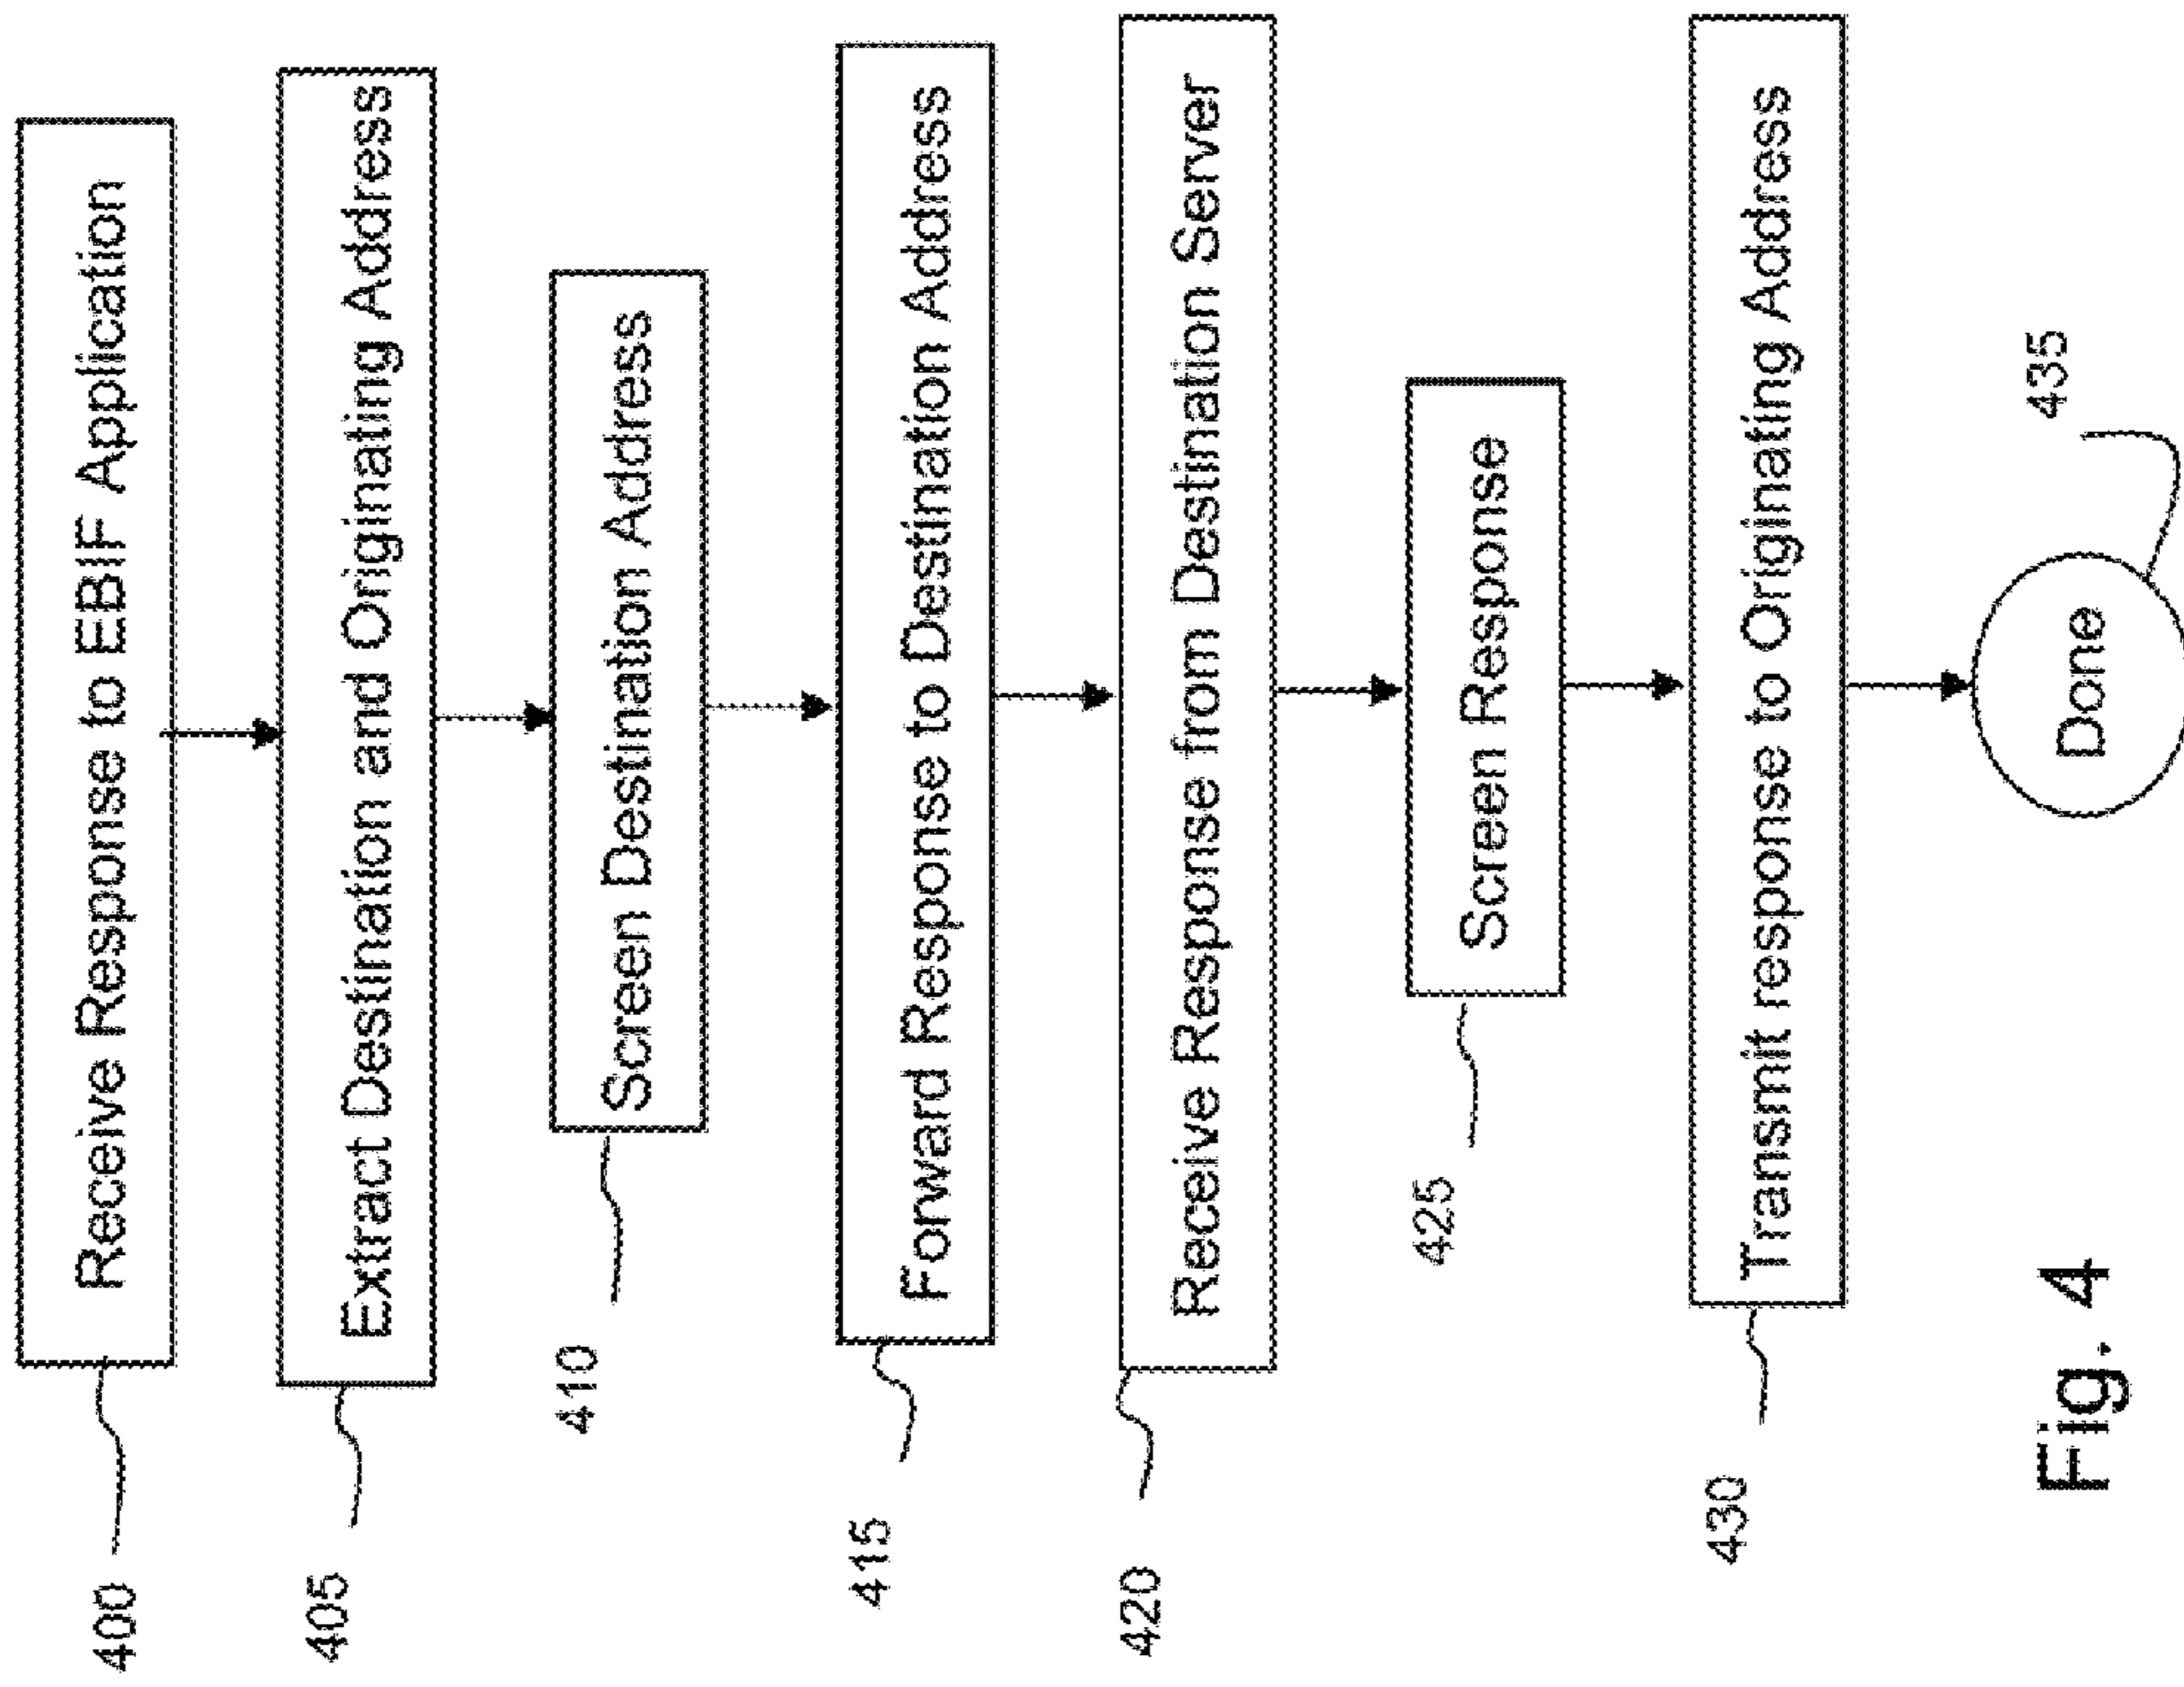 400
Receive Response to EBIF Application
405
Extract Destination and Originating Address
410
Screen Destination Address
415
Forward Response to Destination Address
420
Receive Response from Destination Server
425
Screen Response
430
Transmit response to Originating Address
435
Done
Fig. 4